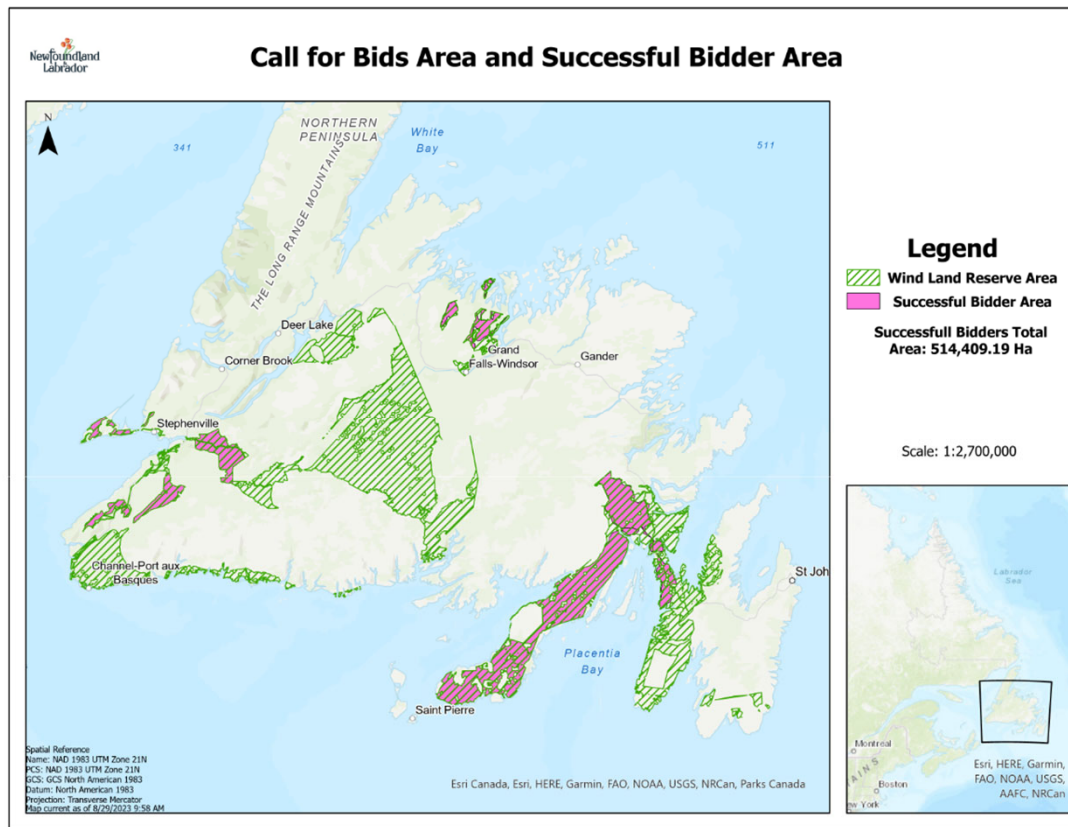 Newfoundland
Labrador
Call for Bids Area and Successful Bidder Area
N
NORTHERN
PENINSULA
White
Bay
341
511
THE LONG RANGE MOUNTAINS
Deer Lake
Corner Brook
Grand
Falls-Windsor
Gander
Stephenville
Channel-Port aux
Basques
St Joh
Placentia
Bay
Saint Pierre
Spatial Reference
Name: NAD 1983 UTM Zone 21N
PCS: NAD 1983 UTM Zone 21N
GCS: GCS North American 1983
Datum: North American 1983
Projection: Transverse Mercator
Map current as of 8/29/2023 9:58 AM
Esri Canada, Esri, HERE, Garmin, FAO, NOAA, USGS, NRCan, Parks Canada
Legend
Wind Land Reserve Area
Successful Bidder Area
Successfull Bidders Total
Area: 514,409.19 Ha
Scale: 1:2,700,000
Labrador
Sea
Montreal
AINS
Boston
ew York
Esri, HERE, Garmin,
FAO, NOAA, USGS,
AAFC, NRCan